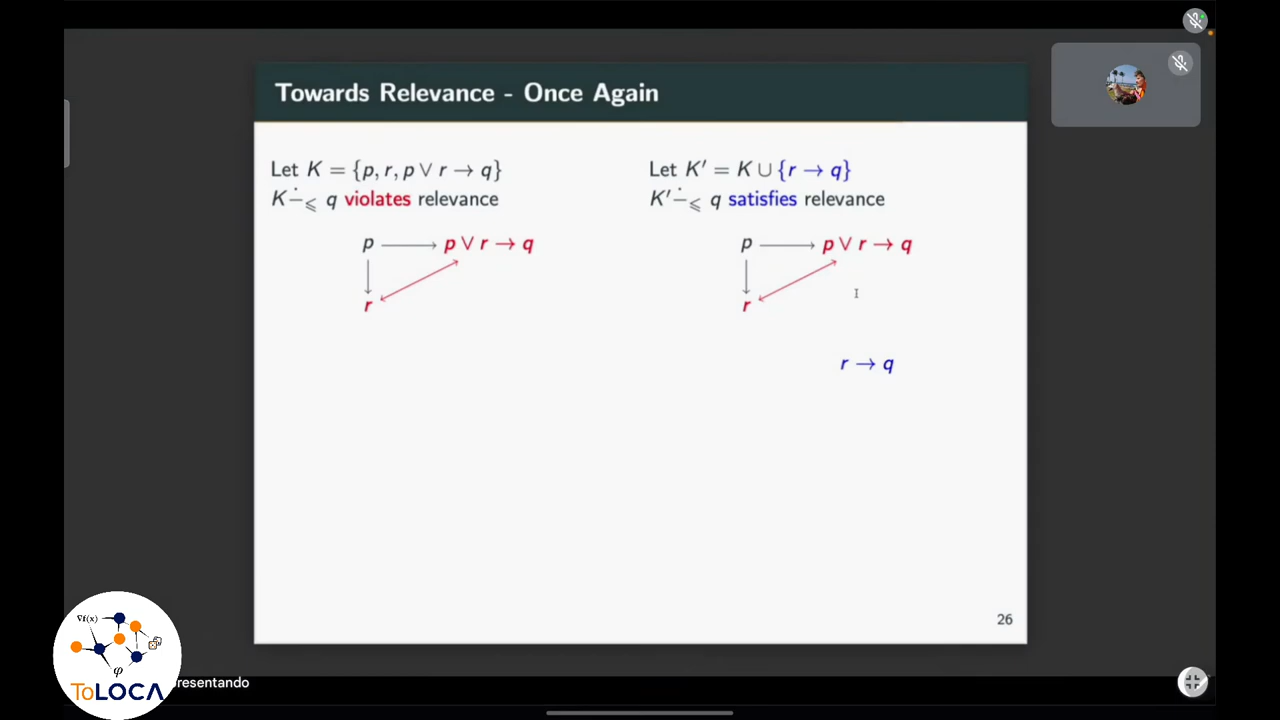 Towards Relevance - Once Again
Let K = {p, r, p ∨ r → q}
K ∸⩽ q violates relevance
p → p ∨ r → q
r
Let K′ = K ∪ {r → q}
K′ ∸⩽ q satisfies relevance
p → p ∨ r → q
r
r → q
26
∇f(x)
φ
ToLOCA
resentando